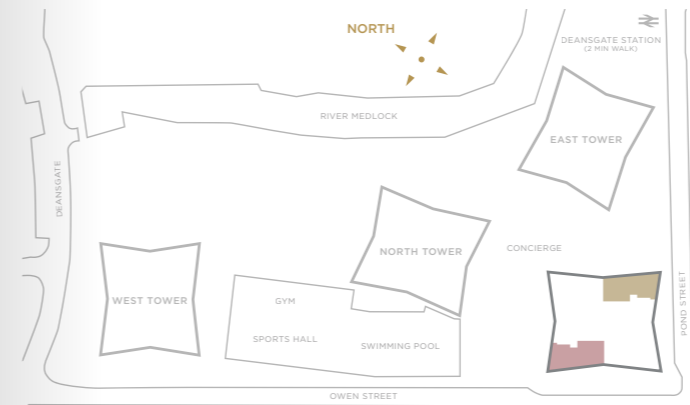 NORTH
DEANSGATE STATION
(2 MIN WALK)
RIVER MEDLOCK
EAST TOWER
DEANSGATE
NORTH TOWER
CONCIERGE
WEST TOWER
GYM
POND STREET
SPORTS HALL
SWIMMING POOL
OWEN STREET